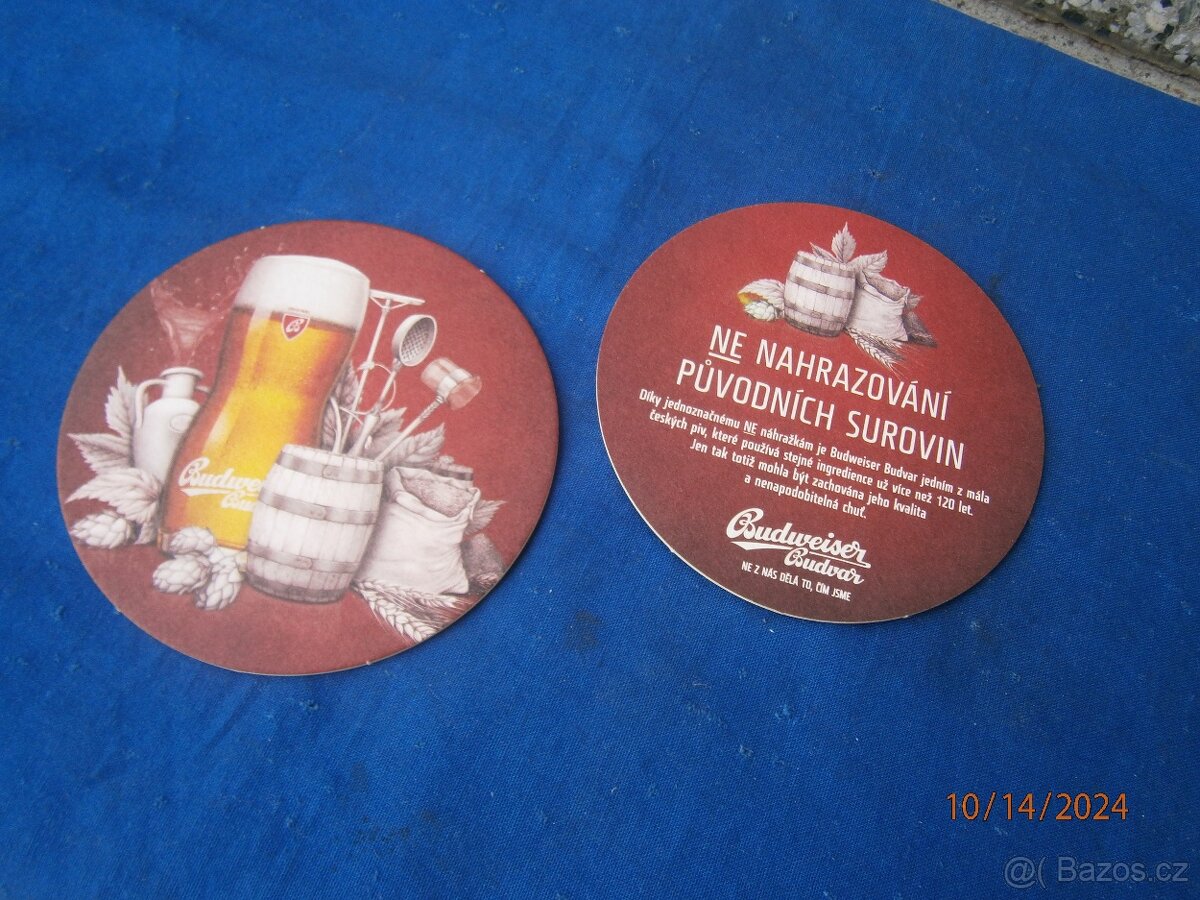 B
Budweiser
NE NAHRAZOVÁNÍ
PŮVODNÍCH SUROVIN
Díky jednoznačnému NE náhražkám je Budweiser Budvar jedním z mála
českých piv, které používá stejné ingredience už více než 120 let.
Jen tak totiž mohla být zachována jeho kvalita
a nenapodobitelná chuť.
Budweiser
Budvar
NE Z NÁS DĚLÁ TO, ČÍM JSME
10/14/2024
@( Bazos.cz